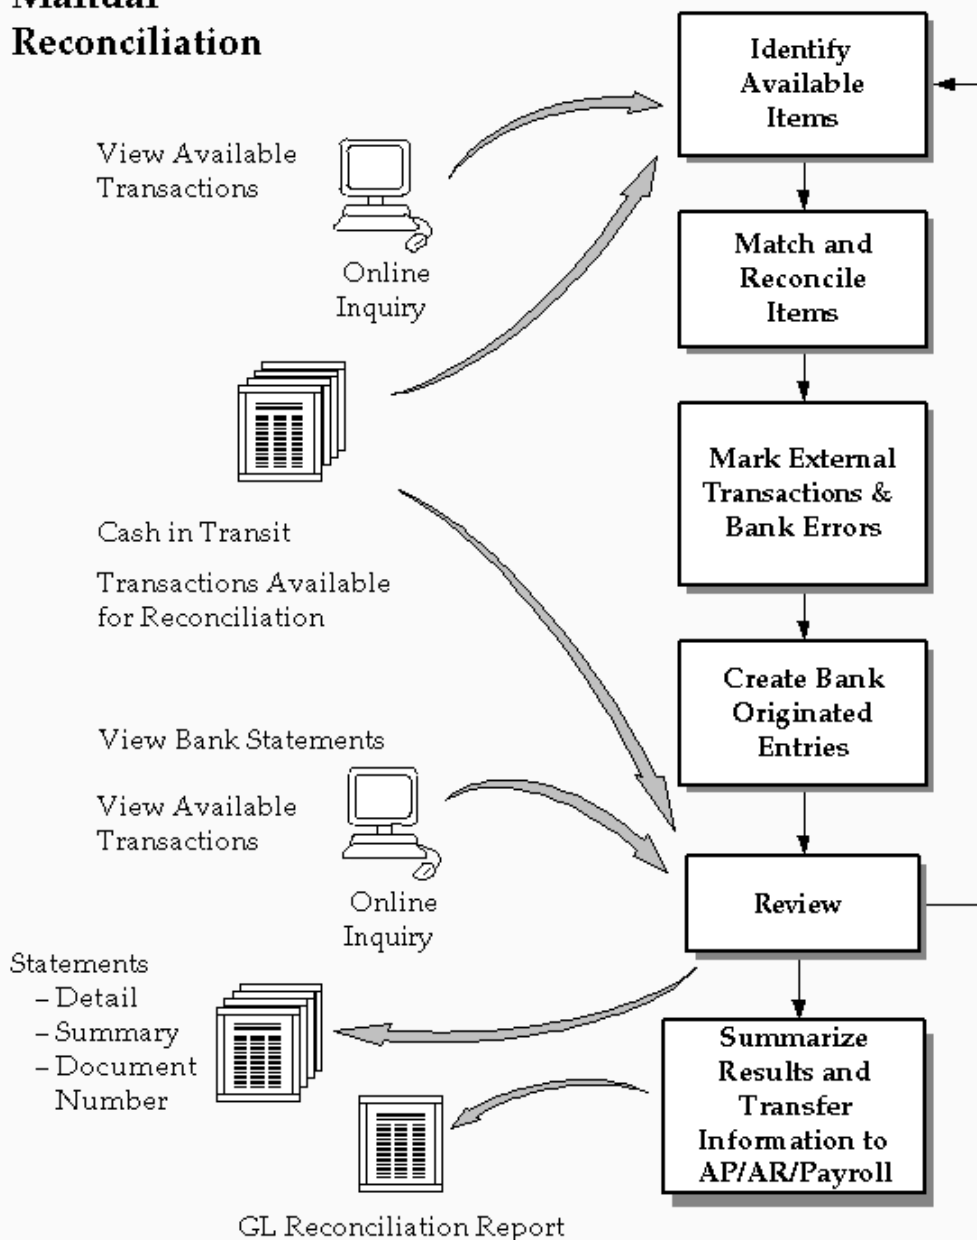 Manual
Reconciliation
Identify
Available
Items
View Available
Transactions
Online
Inquiry
Match and
Reconcile
Items
Cash in Transit
Transactions Available
for Reconciliation
Mark External
Transactions &
Bank Errors
Create Bank
Originated
Entries
View Bank Statements
View Available
Transactions
Online
Inquiry
Review
Statements
– Detail
– Summary
– Document
Number
Summarize
Results and
Transfer
Information to
AP/AR/Payroll
GL Reconciliation Report